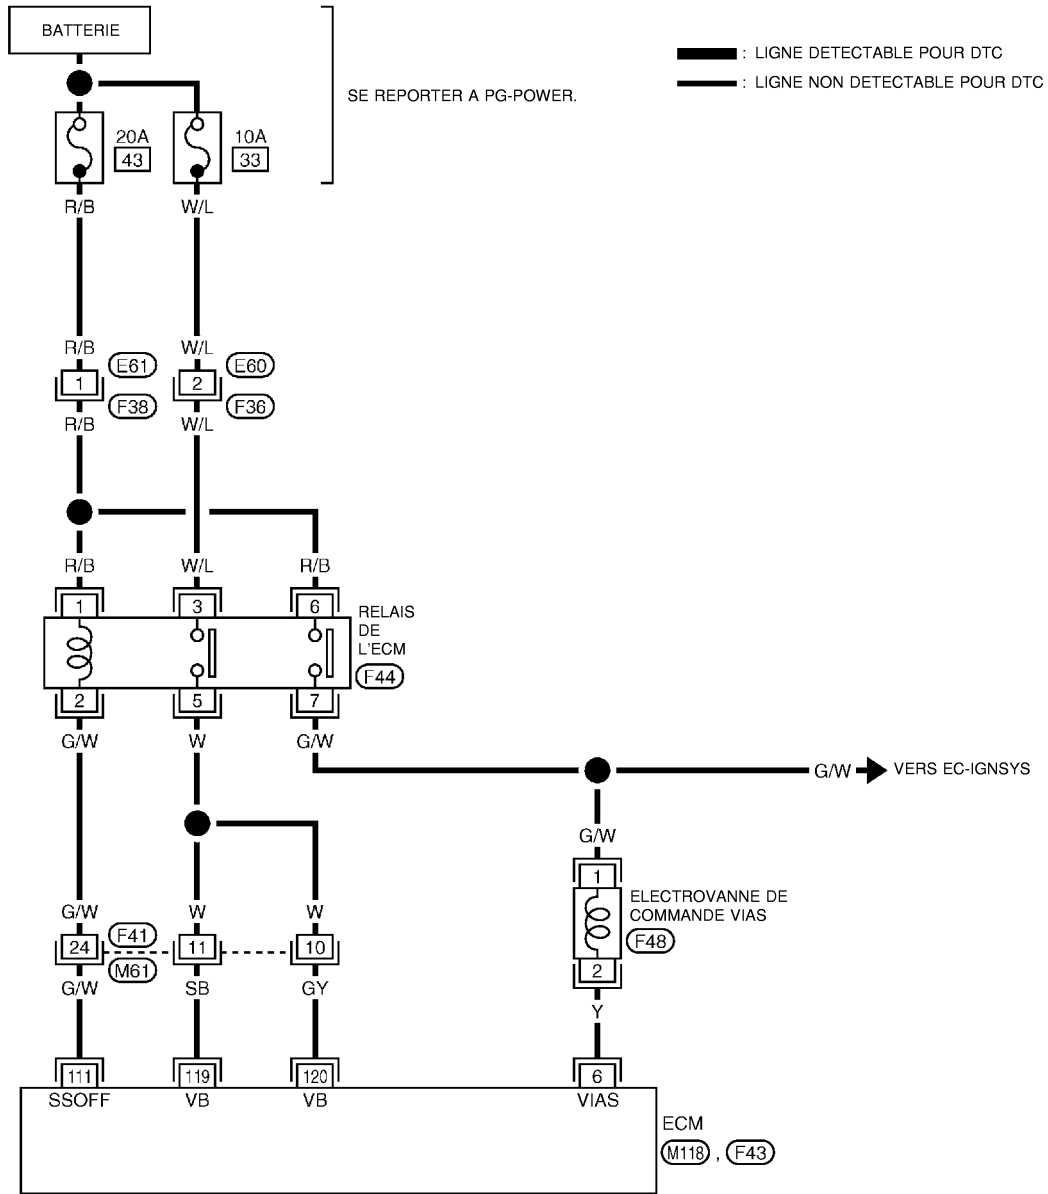 BATTERIE
: LIGNE DETECTABLE POUR DTC
: LIGNE NON DETECTABLE POUR DTC
SE REPORTER A PG-POWER.
20A
43
10A
33
R/B
W/L
R/B
W/L
1
E61
2
E60
F38
F36
R/B
W/L
R/B
W/L
R/B
1
3
6
RELAIS
DE
L'ECM
F44
2
5
7
G/W
W
G/W
G/W
VERS EC-IGNSYS
G/W
1
ELECTROVANNE DE
COMMANDE VIAS
F48
2
Y
G/W
W
W
24
F41
11
10
M61
G/W
SB
GY
111
119
120
6
SSOFF
VB
VB
VIAS
ECM
M118 , F43